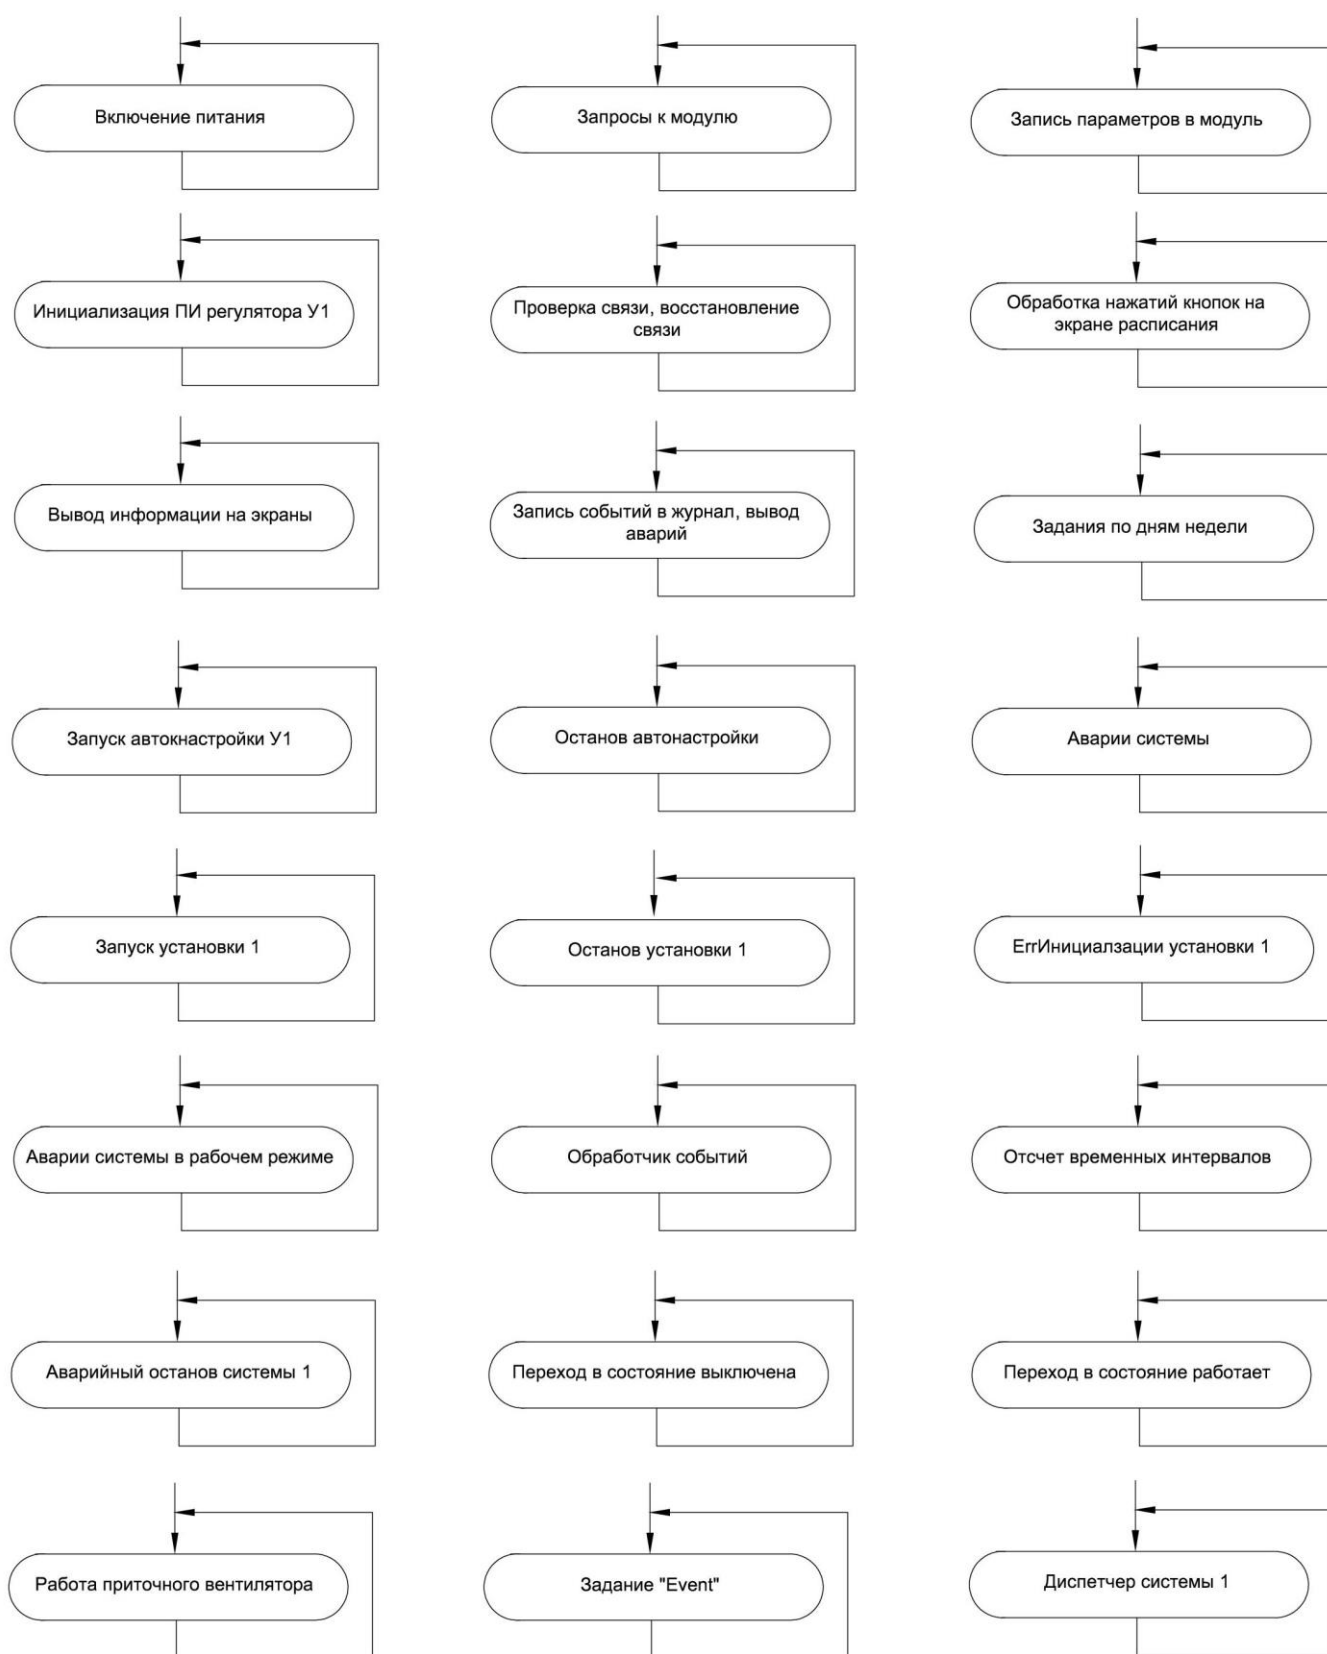 Включение питания
Запросы к модулю
Запись параметров в модуль
Инициализация ПИ регулятора У1
Проверка связи, восстановление
связи
Обработка нажатий кнопок на
экране расписания
Вывод информации на экраны
Запись событий в журнал, вывод
аварий
Задания по дням недели
Запуск автокнастройки У1
Останов автонастройки
Аварии системы
Запуск установки 1
Останов установки 1
ErrИнициалзации установки 1
Аварии системы в рабочем режиме
Обработчик событий
Отсчет временных интервалов
Аварийный останов системы 1
Переход в состояние выключена
Переход в состояние работает
Работа приточного вентилятора
Задание "Event"
Диспетчер системы 1